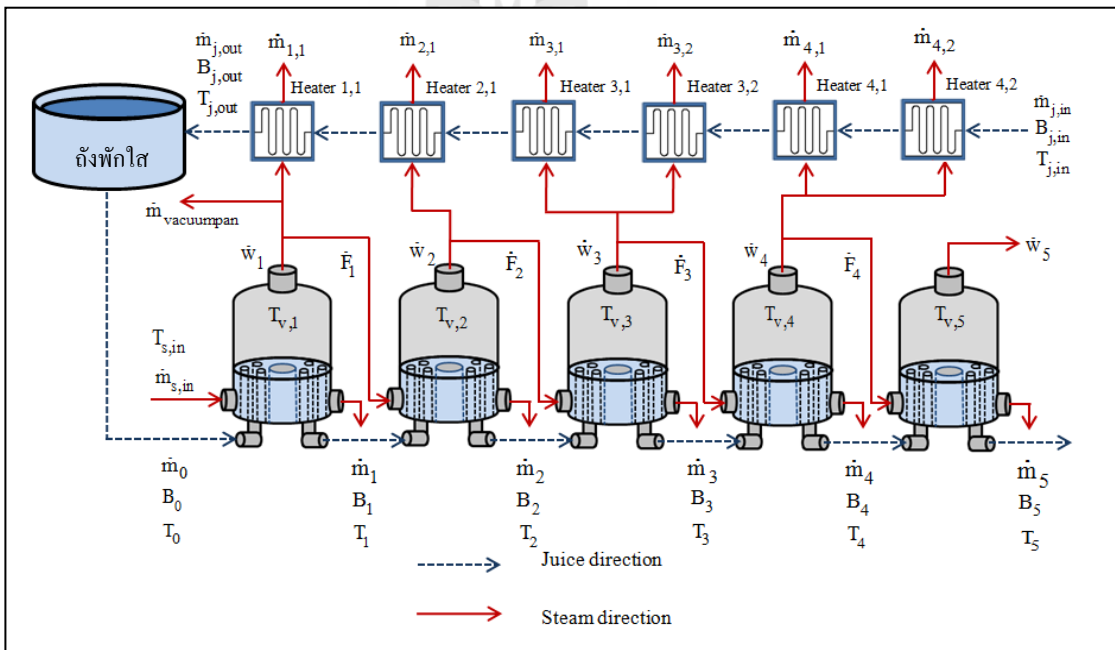 ṁj,out
Bj,out
Tj,out
ṁ1,1
ṁ2,1
ṁ3,1
ṁ3,2
ṁ4,1
ṁ4,2
Heater 1,1
Heater 2,1
Heater 3,1
Heater 3,2
Heater 4,1
Heater 4,2
ṁj,in
Bj,in
Tj,in
ถังพักใส
ṁvacuumpan
ẇ1
Ḟ1
ẇ2
Ḟ2
ẇ3
Ḟ3
ẇ4
Ḟ4
ẇ5
Tv,1
Tv,2
Tv,3
Tv,4
Tv,5
Ts,in
ṁs,in
ṁ0
B0
T0
ṁ1
B1
T1
ṁ2
B2
T2
ṁ3
B3
T3
ṁ4
B4
T4
ṁ5
B5
T5
Juice direction
Steam direction